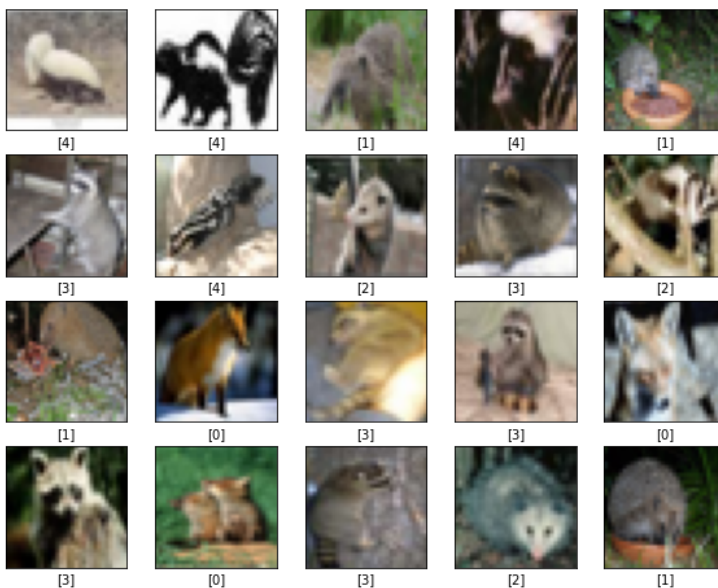 [4] [4] [1] [4] [1]
[3] [4] [2] [3] [2]
[1] [0] [3] [3] [0]
[3] [0] [3] [2] [1]